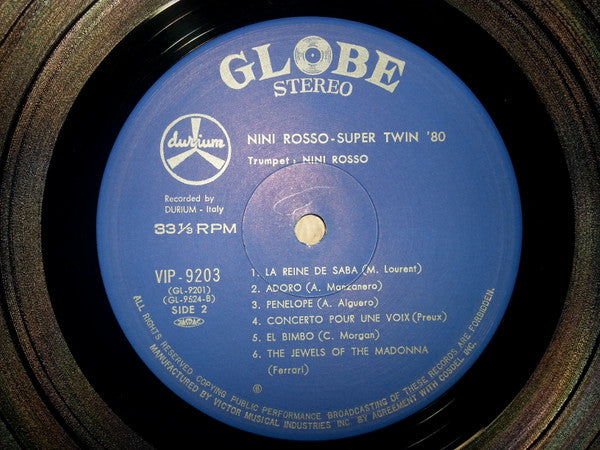 GLOBE
STEREO
durium
NINI ROSSO-SUPER TWIN '80
Trumpet : NINI ROSSO
Recorded by
DURIUM - Italy
33⅓ RPM
VIP-9203
(GL-9201)
(GL-9524-B)
SIDE 2
1. LA REINE DE SABA (M. Laurent)
2. ADORO (A. Manzanero)
3. PENELOPE (A. Alguero)
4. CONCERTO POUR UNE VOIX (Preux)
5. EL BIMBO (C. Morgan)
6. THE JEWELS OF THE MADONNA
(Ferrari)
ALL RIGHTS RESERVED COPYING PUBLIC PERFORMANCE BROADCASTING OF THESE RECORDS ARE FORBIDDEN.
MANUFACTURED BY VICTOR MUSICAL INDUSTRIES INC. BY AGREEMENT WITH COSDEL INC.